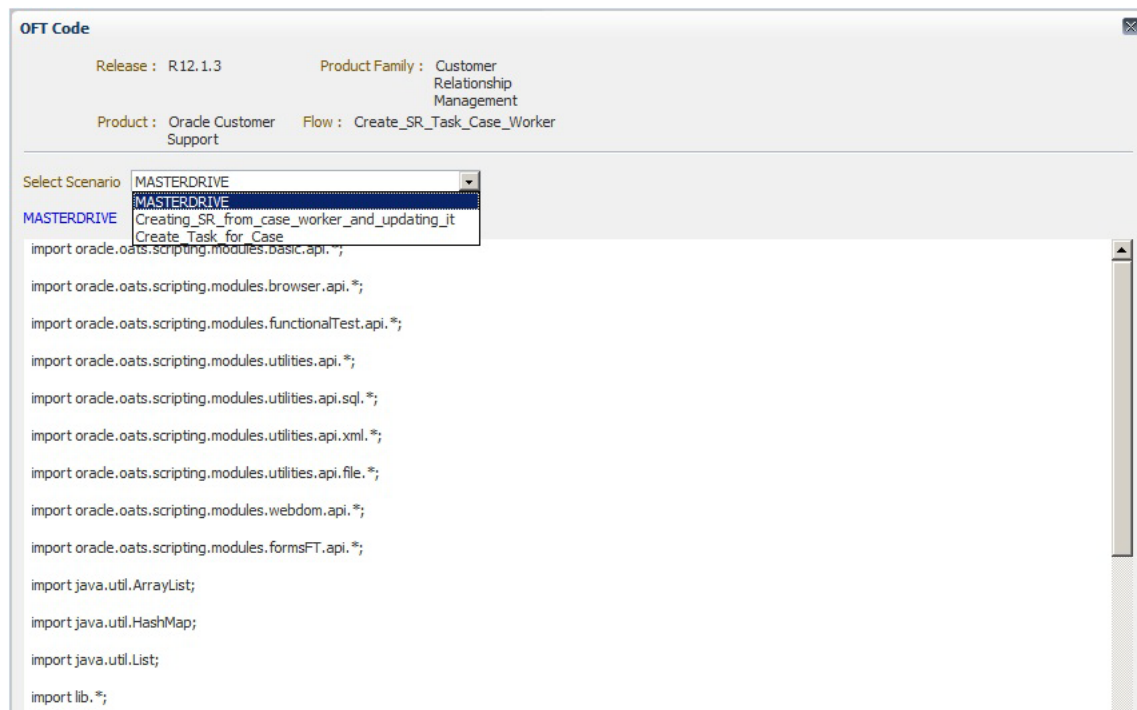 OFT Code
Release : R12.1.3 Product Family : Customer
Relationship
Management
Product : Oracle Customer Flow : Create_SR_Task_Case_Worker
Support
Select Scenario MASTERDRIVE
MASTERDRIVE
MASTERDRIVE Creating_SR_from_case_worker_and_updating_it
Create_Task_for_Case
import oracle.oats.scripting.modules.basic.api.*;
import oracle.oats.scripting.modules.browser.api.*;
import oracle.oats.scripting.modules.functionalTest.api.*;
import oracle.oats.scripting.modules.utilities.api.*;
import oracle.oats.scripting.modules.utilities.api.sql.*;
import oracle.oats.scripting.modules.utilities.api.xml.*;
import oracle.oats.scripting.modules.utilities.api.file.*;
import oracle.oats.scripting.modules.webdom.api.*;
import oracle.oats.scripting.modules.formsFT.api.*;
import java.util.ArrayList;
import java.util.HashMap;
import java.util.List;
import lib.*;